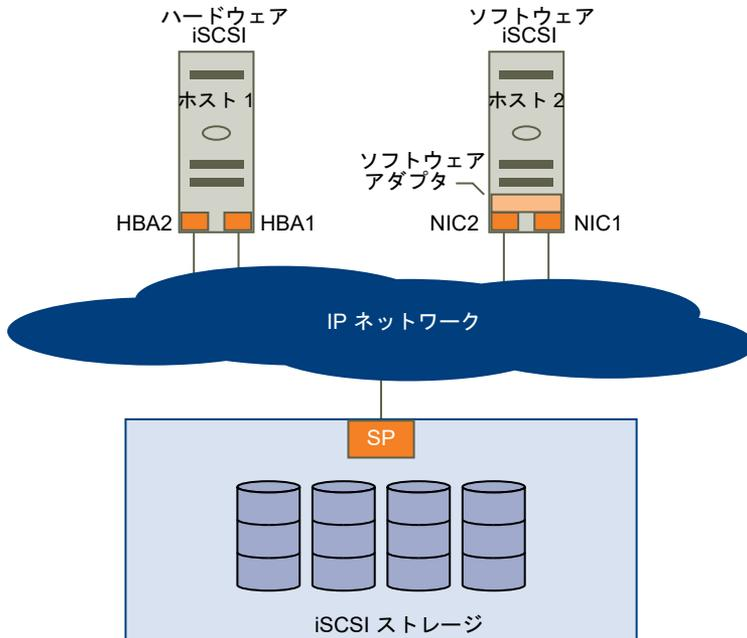 ハードウェア
iSCSI
ソフトウェア
iSCSI
ホスト 1
ホスト 2
ソフトウェア
アダプタ
HBA2
HBA1
NIC2
NIC1
IP ネットワーク
SP
iSCSI ストレージ